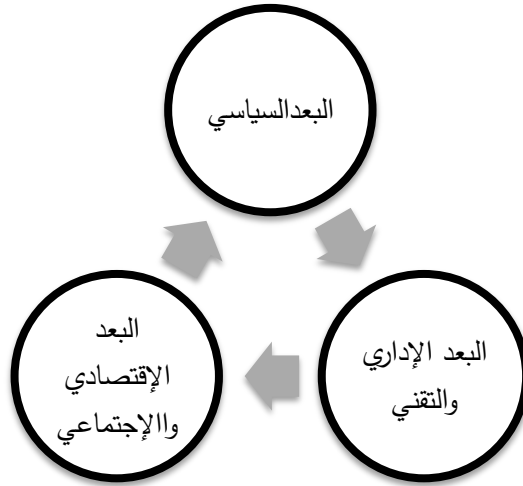 البعدالسياسي
البعد الإداري
والتقني
البعد
الإقتصادي
واالإجتماعي